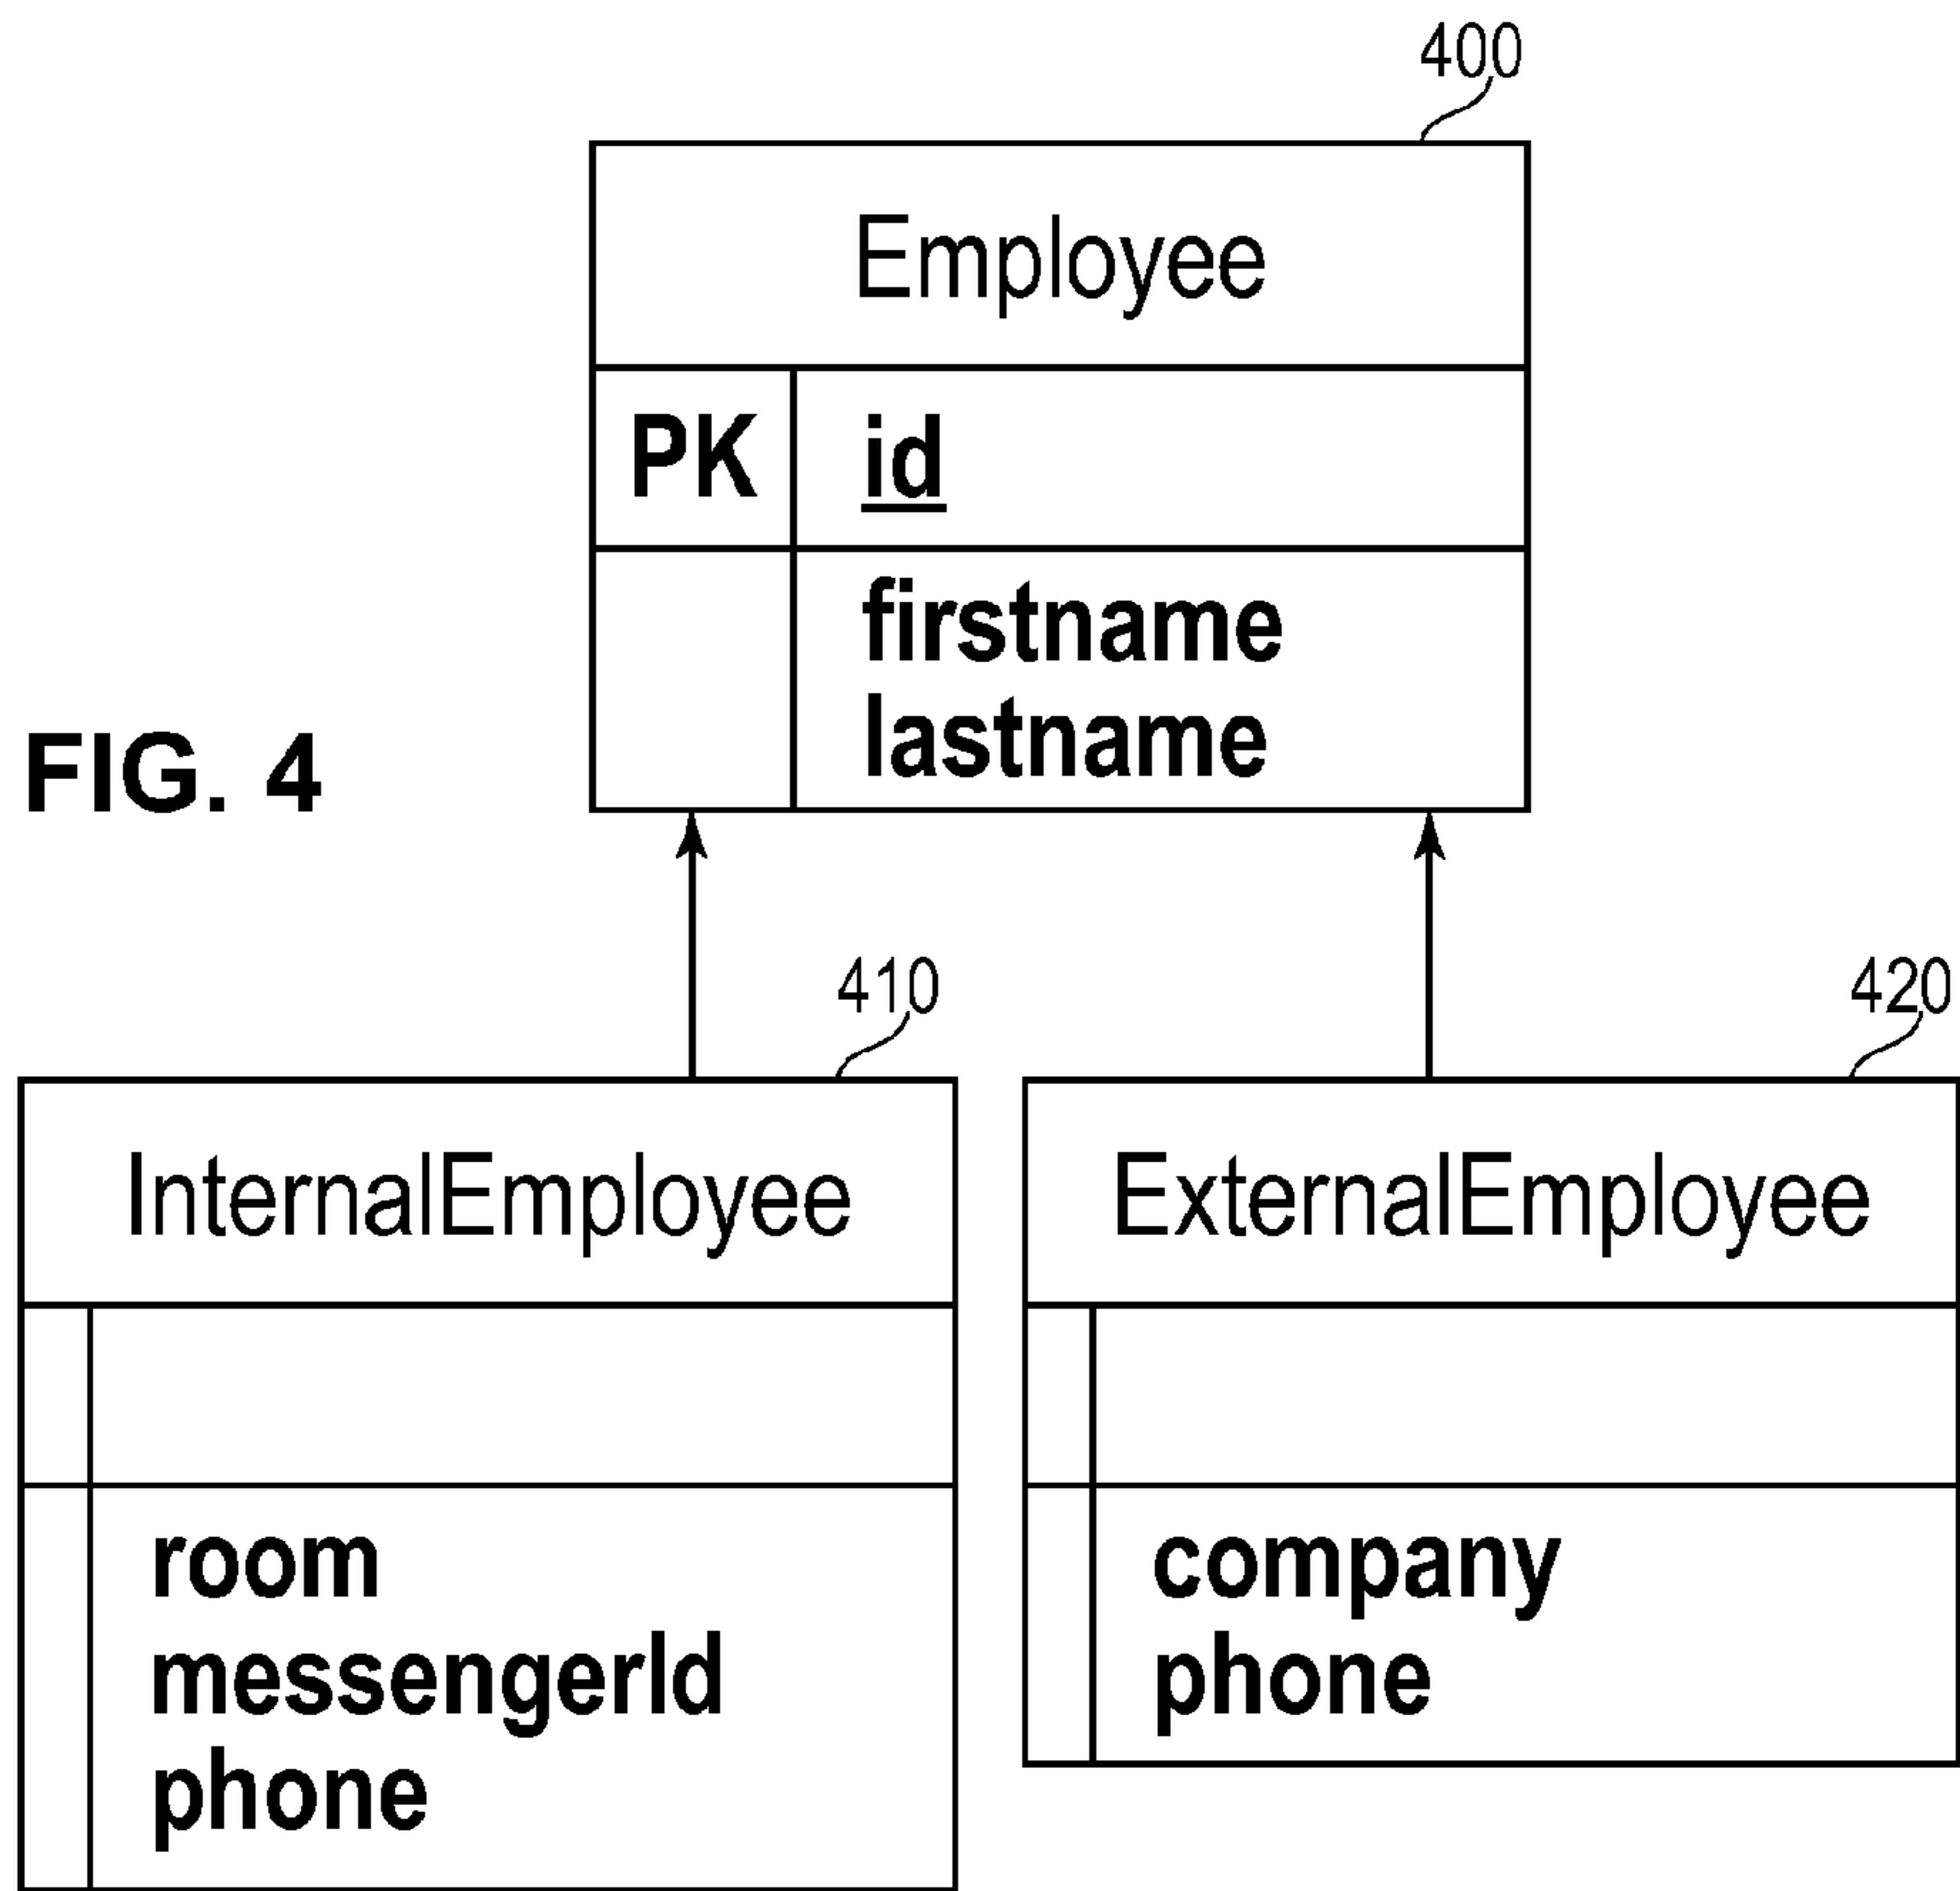 400
Employee
PK id
firstname
lastname
FIG. 4
410
420
InternalEmployee
ExternalEmployee
room
messengerId
phone
company
phone